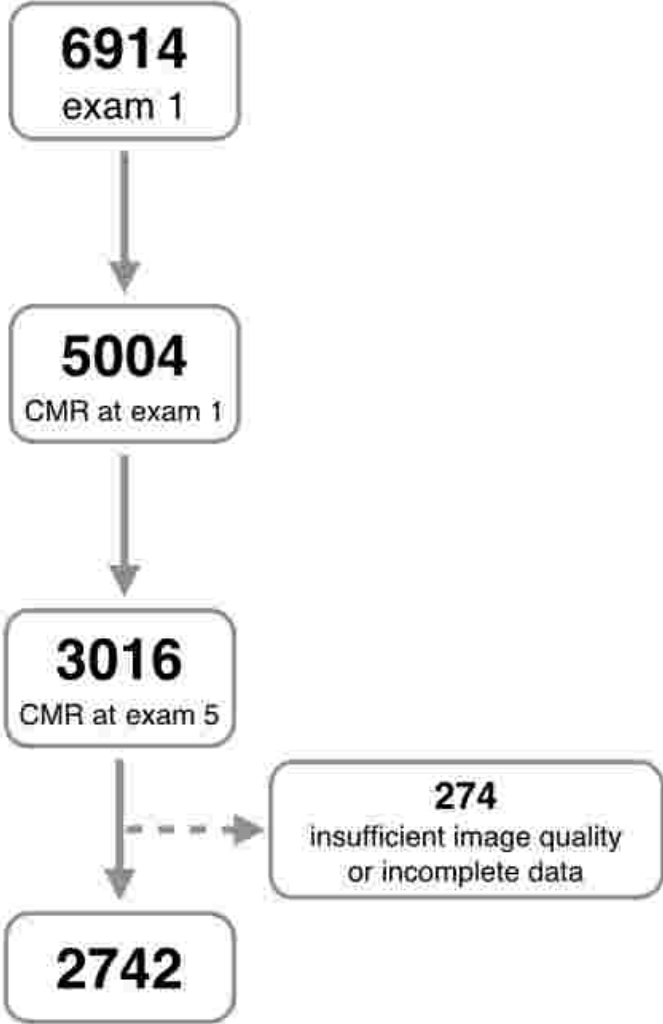 6914
exam 1
5004
CMR at exam 1
3016
CMR at exam 5
274
insufficient image quality
or incomplete data
2742